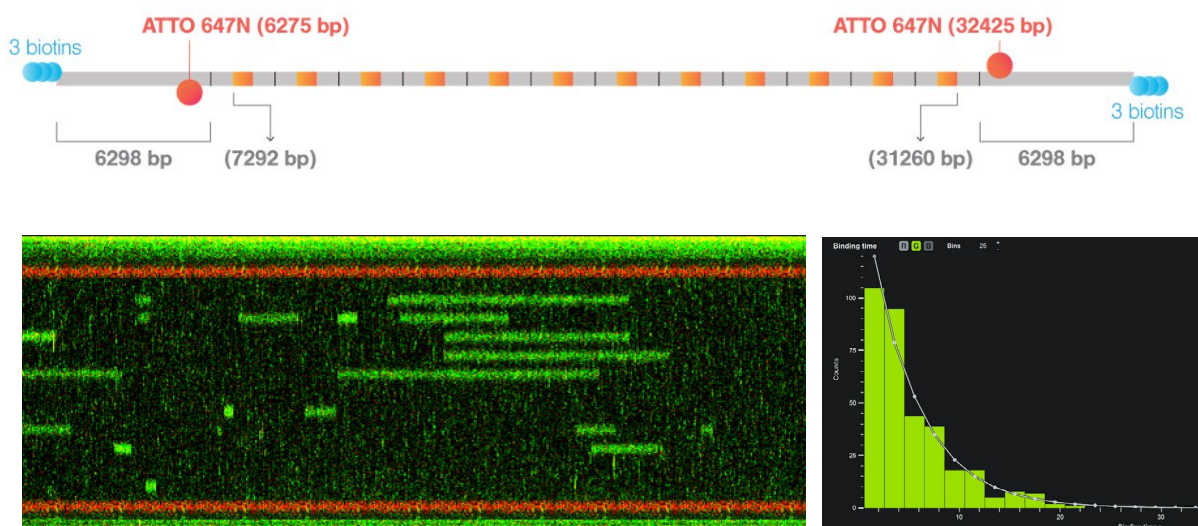 ATTO 647N (6275 bp)
ATTO 647N (32425 bp)
3 biotins
3 biotins
6298 bp
(7292 bp)
(31260 bp)
6298 bp
Binding time R G B Bins 25
Counts
100
75
50
25
0
10
20
30